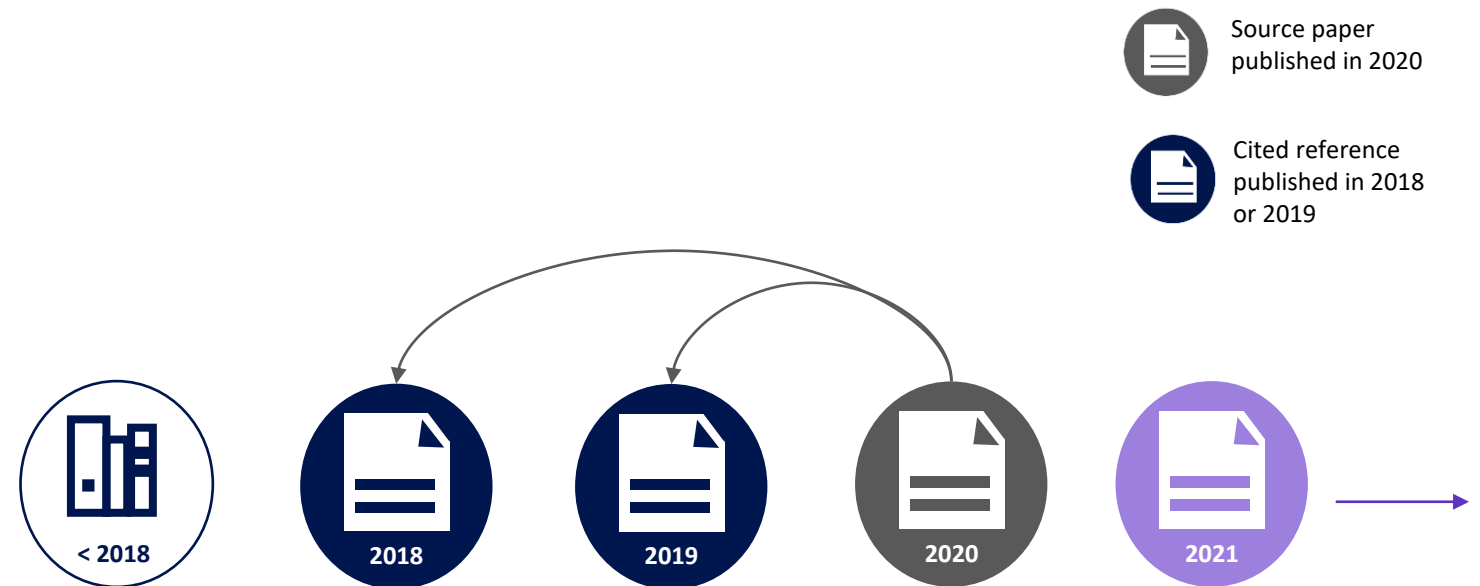 Source paper
published in 2020
Cited reference
published in 2018
or 2019
< 2018
2018
2019
2020
2021